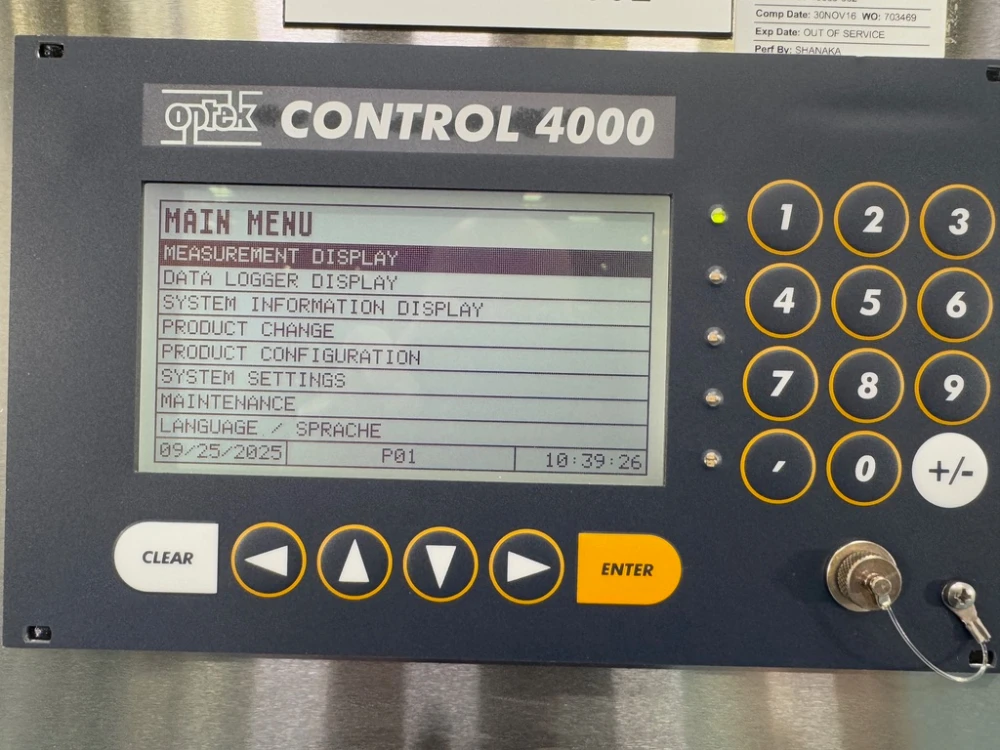 Comp Date: 30NOV16 WO: 703469
Exp Date: OUT OF SERVICE
Perf By: SHANAKA
optek CONTROL 4000
MAIN MENU
MEASUREMENT DISPLAY
DATA LOGGER DISPLAY
SYSTEM INFORMATION DISPLAY
PRODUCT CHANGE
PRODUCT CONFIGURATION
SYSTEM SETTINGS
MAINTENANCE
LANGUAGE / SPRACHE
09/25/2025 P01 10:39:26
1 2 3
4 5 6
7 8 9
, 0 +/-
CLEAR ENTER